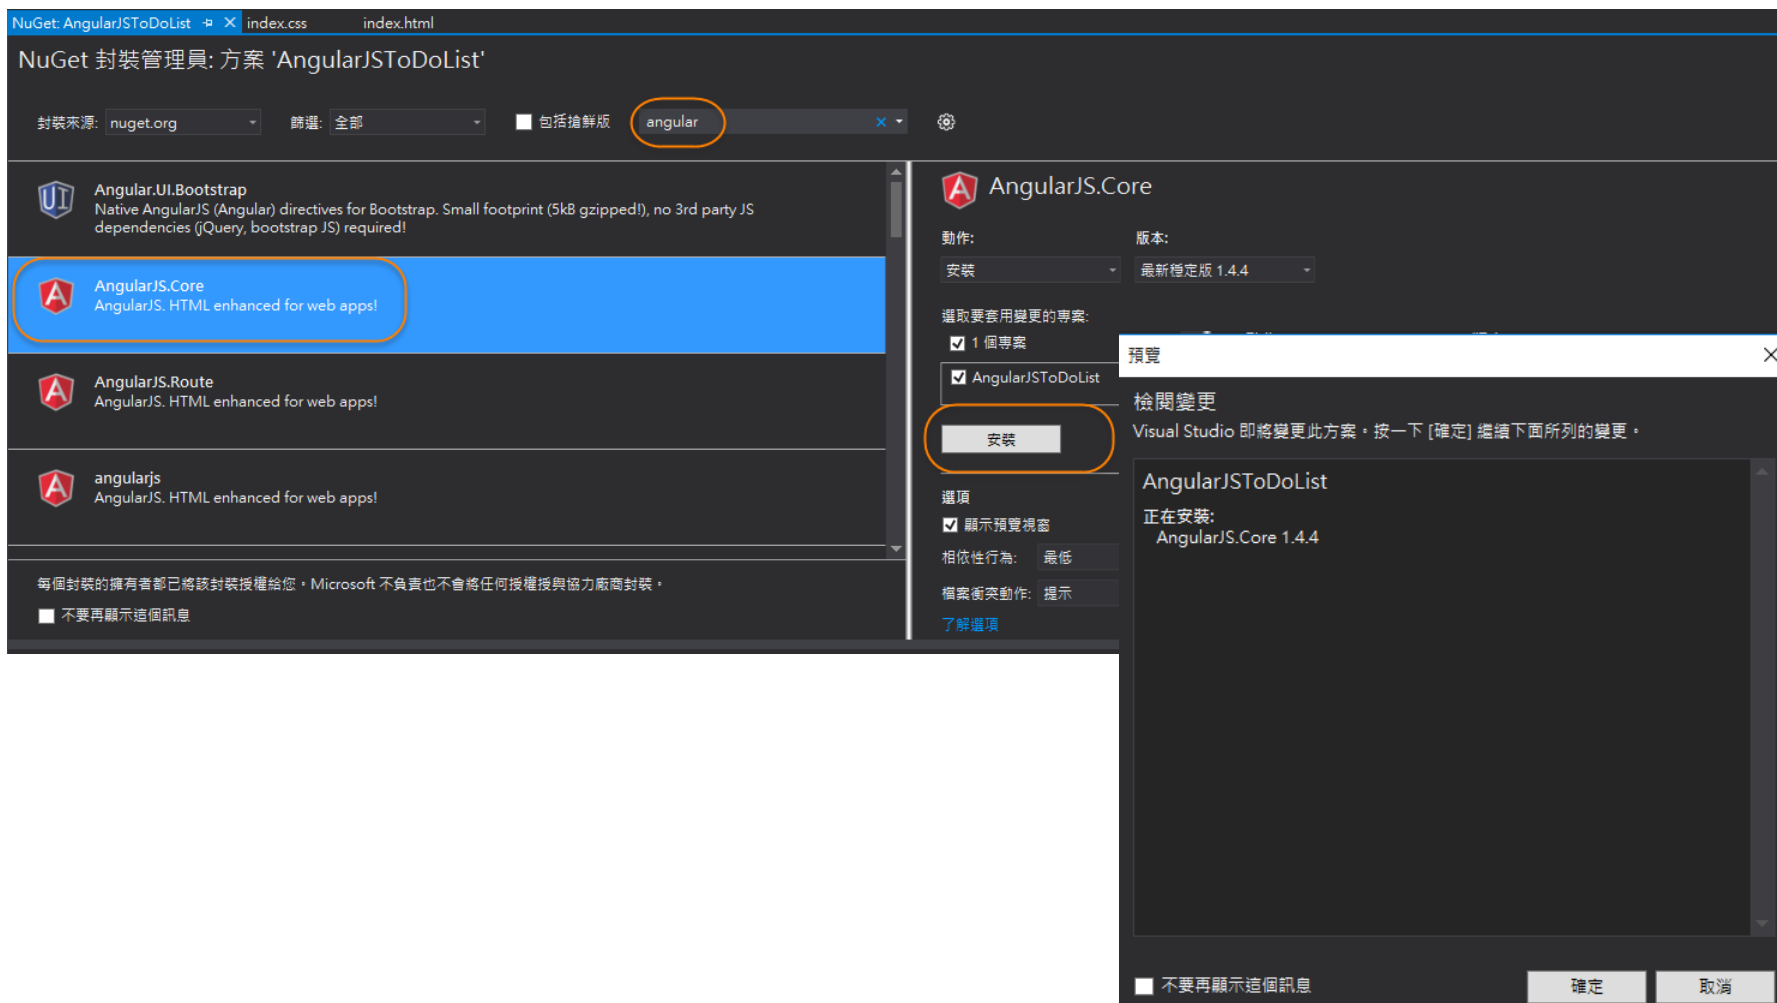 NuGet: AngularJSToDoList index.css index.html
NuGet 封裝管理員: 方案 'AngularJSToDoList'
封裝來源: nuget.org 篩選: 全部 包括搶鮮版 angular
Angular.UI.Bootstrap
Native AngularJS (Angular) directives for Bootstrap. Small footprint (5kB gzipped!), no 3rd party JS
dependencies (jQuery, bootstrap JS) required!
AngularJS.Core
AngularJS. HTML enhanced for web apps!
AngularJS.Route
AngularJS. HTML enhanced for web apps!
angularjs
AngularJS. HTML enhanced for web apps!
每個封裝的擁有者都已將該封裝授權給您。Microsoft 不負責也不會將任何授權授與協力廠商封裝。
不要再顯示這個訊息
AngularJS.Core
動作: 版本:
安裝 最新穩定版 1.4.4
選取要套用變更的專案:
1 個專案
AngularJSToDoList
安裝
選項
顯示預覽視窗
相依性行為: 最低
檔案衝突動作: 提示
了解選項
預覽
檢閱變更
Visual Studio 即將變更此方案。按一下 [確定] 繼續下面所列的變更。
AngularJSToDoList
正在安裝:
AngularJS.Core 1.4.4
不要再顯示這個訊息
確定 取消